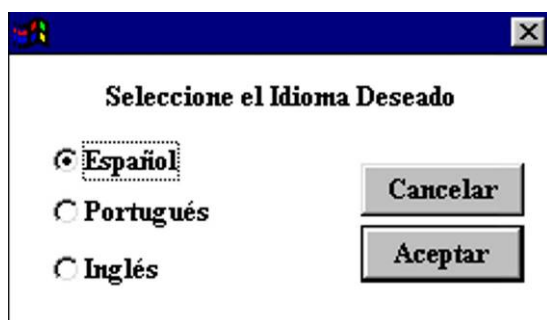 Seleccione el Idioma Deseado
Español
Portugués
Inglés
Cancelar
Aceptar